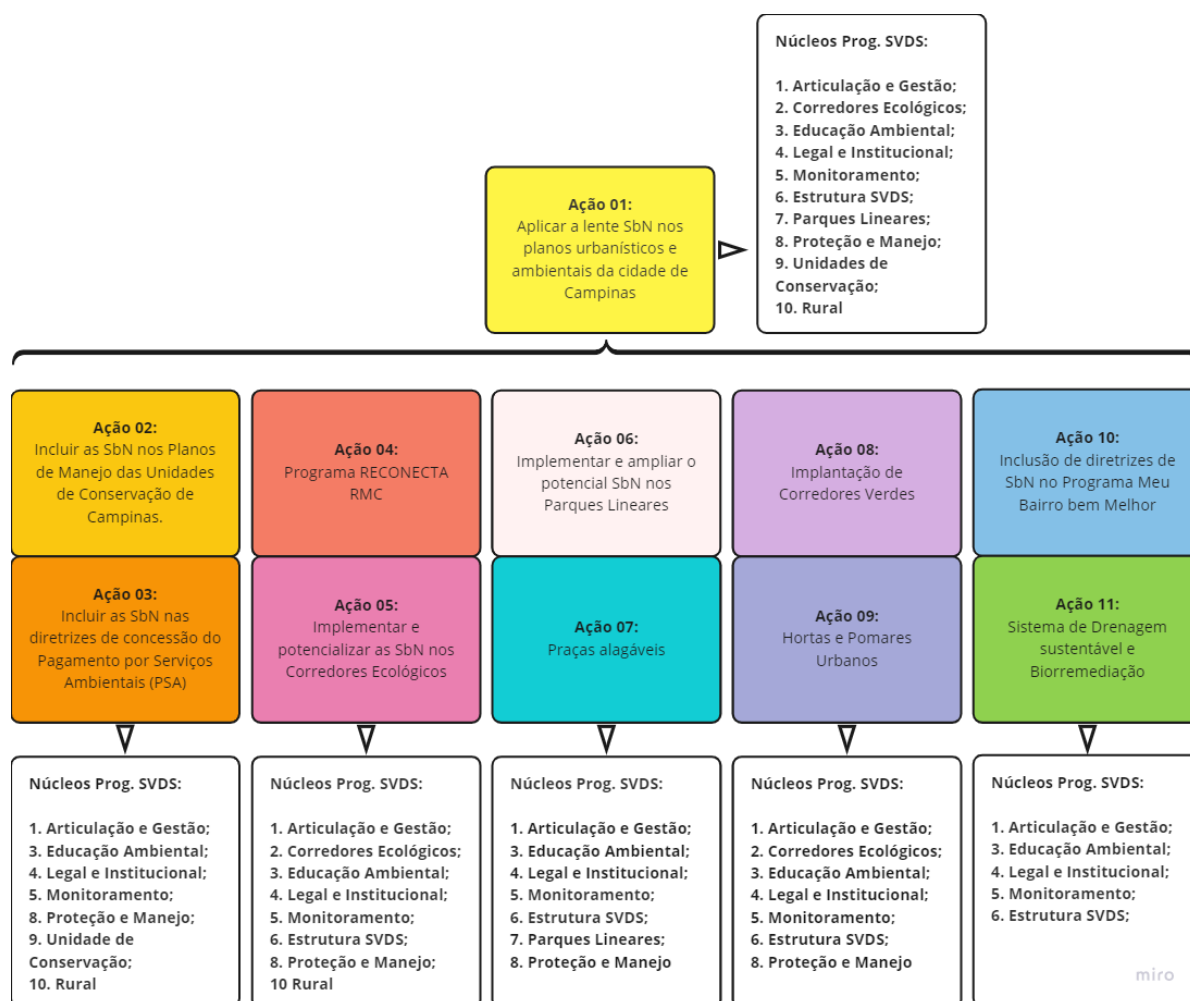 Núcleos Prog. SVDS:
1. Articulação e Gestão;
2. Corredores Ecológicos;
3. Educação Ambiental;
4. Legal e Institucional;
5. Monitoramento;
6. Estrutura SVDS;
7. Parques Lineares;
8. Proteção e Manejo;
9. Unidades de
Conservação;
10. Rural
Ação 01:
Aplicar a lente SbN nos
planos urbanísticos e
ambientais da cidade de
Campinas
Ação 02:
Incluir as SbN nos Planos
de Manejo das Unidades
de Conservação de
Campinas.
Ação 04:
Programa RECONECTA
RMC
Ação 06:
Implementar e ampliar o
potencial SbN nos
Parques Lineares
Ação 08:
Implantação de
Corredores Verdes
Ação 10:
Inclusão de diretrizes de
SbN no Programa Meu
Bairro bem Melhor
Ação 03:
Incluir as SbN nas
diretrizes de concessão do
Pagamento por Serviços
Ambientais (PSA)
Ação 05:
Implementar e
potencializar as SbN nos
Corredores Ecológicos
Ação 07:
Praças alagáveis
Ação 09:
Hortas e Pomares
Urbanos
Ação 11:
Sistema de Drenagem
sustentável e
Biorremediação
Núcleos Prog. SVDS:
1. Articulação e Gestão;
3. Educação Ambiental;
4. Legal e Institucional;
5. Monitoramento;
8. Proteção e Manejo;
9. Unidade de
Conservação;
10. Rural
Núcleos Prog. SVDS:
1. Articulação e Gestão;
2. Corredores Ecológicos;
3. Educação Ambiental;
4. Legal e Institucional;
5. Monitoramento;
6. Estrutura SVDS;
8. Proteção e Manejo;
10 Rural
Núcleos Prog. SVDS:
1. Articulação e Gestão;
3. Educação Ambiental;
4. Legal e Institucional;
5. Monitoramento;
6. Estrutura SVDS;
7. Parques Lineares;
8. Proteção e Manejo
Núcleos Prog. SVDS:
1. Articulação e Gestão;
2. Corredores Ecológicos;
3. Educação Ambiental;
4. Legal e Institucional;
5. Monitoramento;
6. Estrutura SVDS;
8. Proteção e Manejo
Núcleos Prog. SVDS:
1. Articulação e Gestão;
3. Educação Ambiental;
4. Legal e Institucional;
5. Monitoramento;
6. Estrutura SVDS;
miro